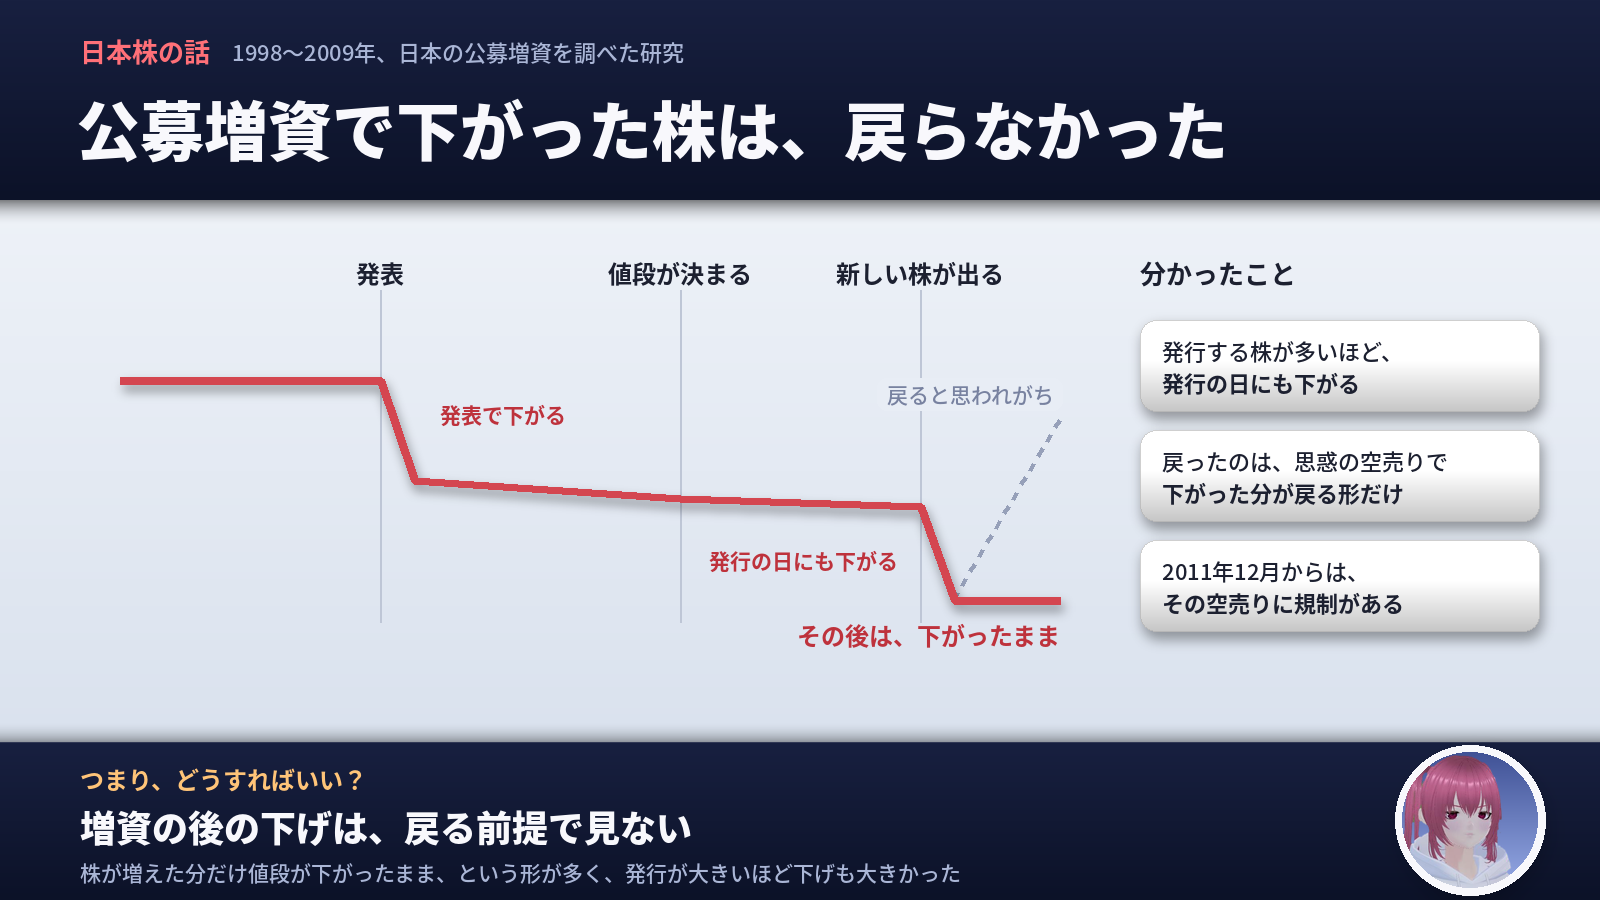 日本株の話 1998～2009年、日本の公募増資を調べた研究
公募増資で下がった株は、戻らなかった
発表
値段が決まる
新しい株が出る
分かったこと
発行する株が多いほど、
発行の日にも下がる
戻ると思われがち
発表で下がる
戻ったのは、思惑の空売りで
下がった分が戻る形だけ
発行の日にも下がる
2011年12月からは、
その空売りに規制がある
その後は、下がったまま
つまり、どうすればいい？
増資の後の下げは、戻る前提で見ない
株が増えた分だけ値段が下がったまま、という形が多く、発行が大きいほど下げも大きかった